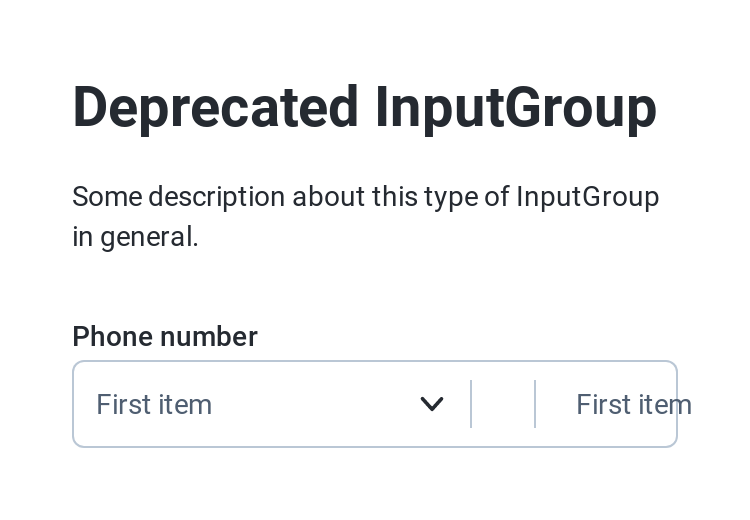 Deprecated InputGroup
Some description about this type of InputGroup
in general.
Phone number
First item
First item